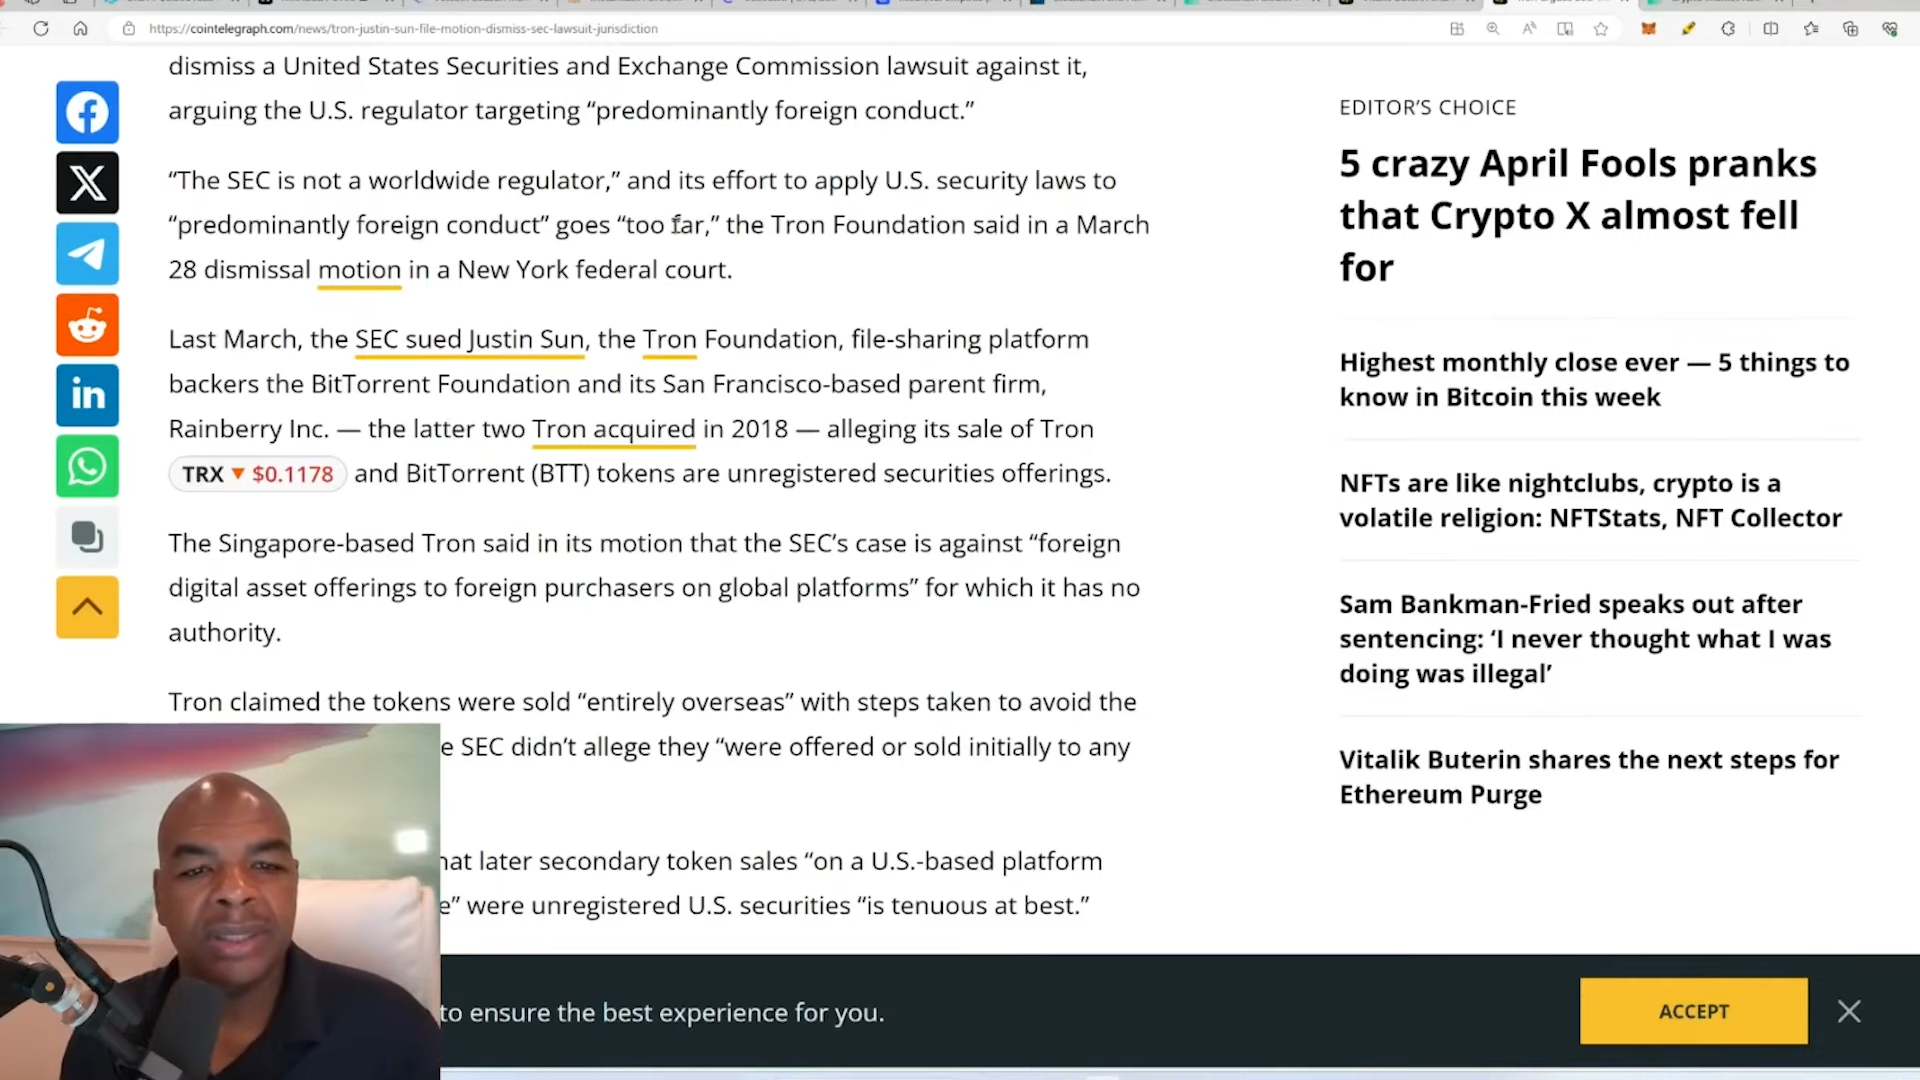 https://cointelegraph.com/news/tron-justin-sun-file-motion-dismiss-sec-lawsuit-jurisdiction
dismiss a United States Securities and Exchange Commission lawsuit against it,
arguing the U.S. regulator targeting “predominantly foreign conduct.”
“The SEC is not a worldwide regulator,” and its effort to apply U.S. security laws to
“predominantly foreign conduct” goes “too far,” the Tron Foundation said in a March
28 dismissal motion in a New York federal court.
Last March, the SEC sued Justin Sun, the Tron Foundation, file-sharing platform
backers the BitTorrent Foundation and its San Francisco-based parent firm,
Rainberry Inc. — the latter two Tron acquired in 2018 — alleging its sale of Tron
TRX ▼ $0.1178 and BitTorrent (BTT) tokens are unregistered securities offerings.
The Singapore-based Tron said in its motion that the SEC’s case is against “foreign
digital asset offerings to foreign purchasers on global platforms” for which it has no
authority.
Tron claimed the tokens were sold “entirely overseas” with steps taken to avoid the
SEC didn’t allege they “were offered or sold initially to any
later secondary token sales “on a U.S.-based platform
were unregistered U.S. securities “is tenuous at best.”
EDITOR’S CHOICE
5 crazy April Fools pranks
that Crypto X almost fell
for
Highest monthly close ever — 5 things to
know in Bitcoin this week
NFTs are like nightclubs, crypto is a
volatile religion: NFTStats, NFT Collector
Sam Bankman-Fried speaks out after
sentencing: ‘I never thought what I was
doing was illegal’
Vitalik Buterin shares the next steps for
Ethereum Purge
to ensure the best experience for you.
ACCEPT